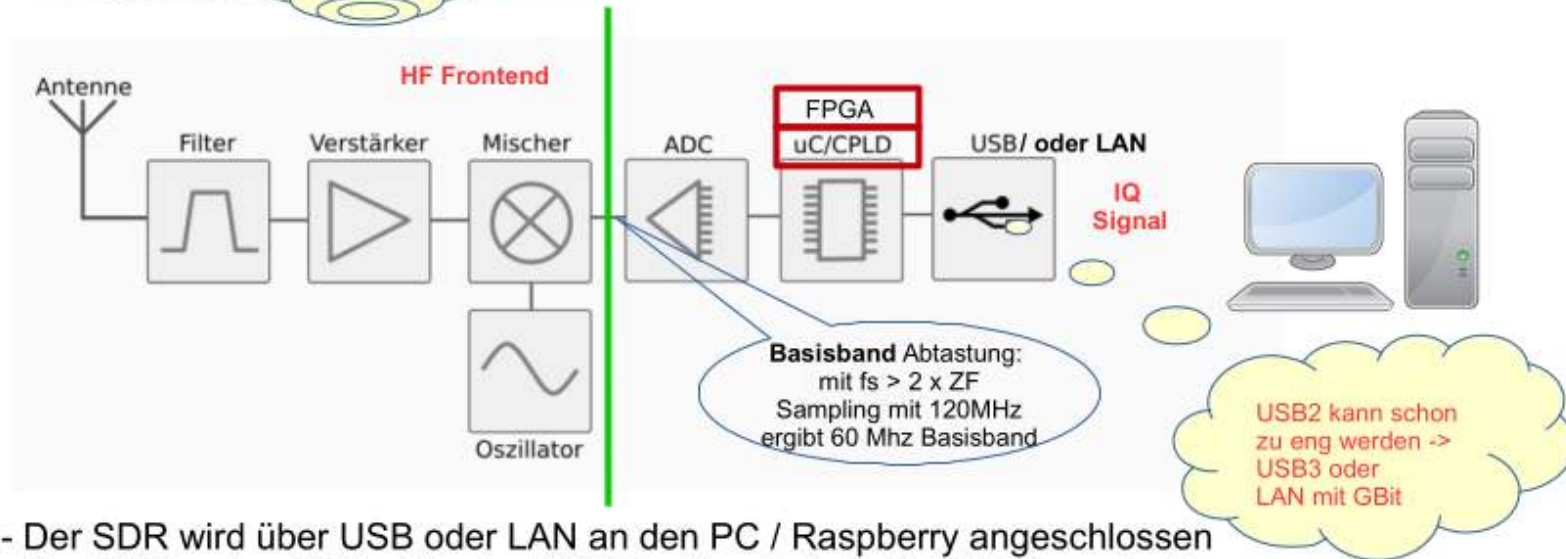 HF Frontend
Antenne
Filter
Verstärker
Mischer
Oszillator
ADC
FPGA
uC/CPLD
USB/ oder LAN
IQ
Signal
Basisband Abtastung:
mit fs > 2 x ZF
Sampling mit 120MHz
ergibt 60 Mhz Basisband
USB2 kann schon
zu eng werden ->
USB3 oder
LAN mit GBit
- Der SDR wird über USB oder LAN an den PC / Raspberry angeschlossen